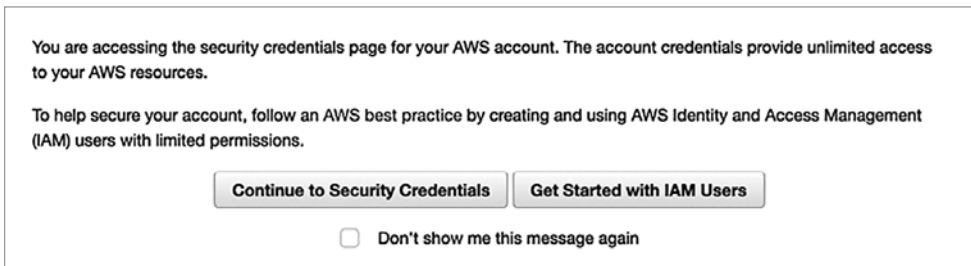 You are accessing the security credentials page for your AWS account. The account credentials provide unlimited access
to your AWS resources.
To help secure your account, follow an AWS best practice by creating and using AWS Identity and Access Management
(IAM) users with limited permissions.
Continue to Security Credentials Get Started with IAM Users
Don't show me this message again